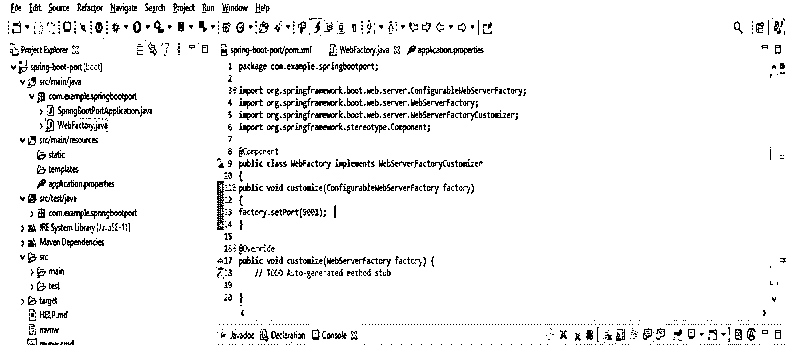 File Edit Source Refactor Navigate Search Project Run Window Help
Project Explorer
spring-boot-port/pom.xml WebFactory.java application.properties
spring-boot-port [boot]
src/main/java
com.example.springbootport
SpringBootPortApplication.java
WebFactory.java
src/main/resources
static
templates
application.properties
src/test/java
com.example.springbootport
JRE System Library [JavaSE-11]
Maven Dependencies
src
main
test
target
HELP.md
mvnw
mvnw.cmd
1 package com.example.springbootport;
2
3 import org.springframework.boot.web.server.ConfigurableWebServerFactory;
4 import org.springframework.boot.web.server.WebServerFactory;
5 import org.springframework.boot.web.server.WebServerFactoryCustomizer;
6 import org.springframework.stereotype.Component;
8 @Component
9 public class WebFactory implements WebServerFactoryCustomizer
10 {
11 public void customize(ConfigurableWebServerFactory factory)
12 {
13 factory.setPort(5001);
14 }
15
16 @Override
17 public void customize(WebServerFactory factory) {
18 // TODO Auto-generated method stub
20 }
Javadoc Declaration Console